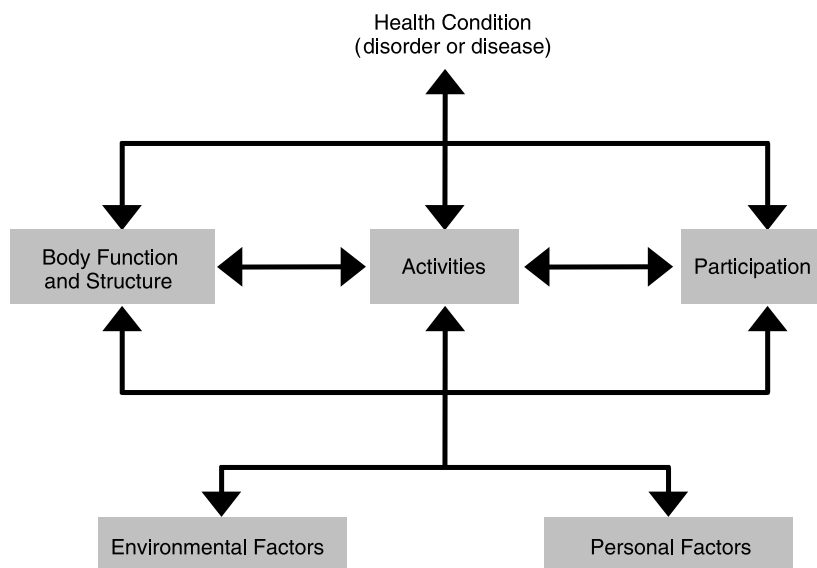 Health Condition
(disorder or disease)
Body Function
and Structure
Activities
Participation
Environmental Factors
Personal Factors